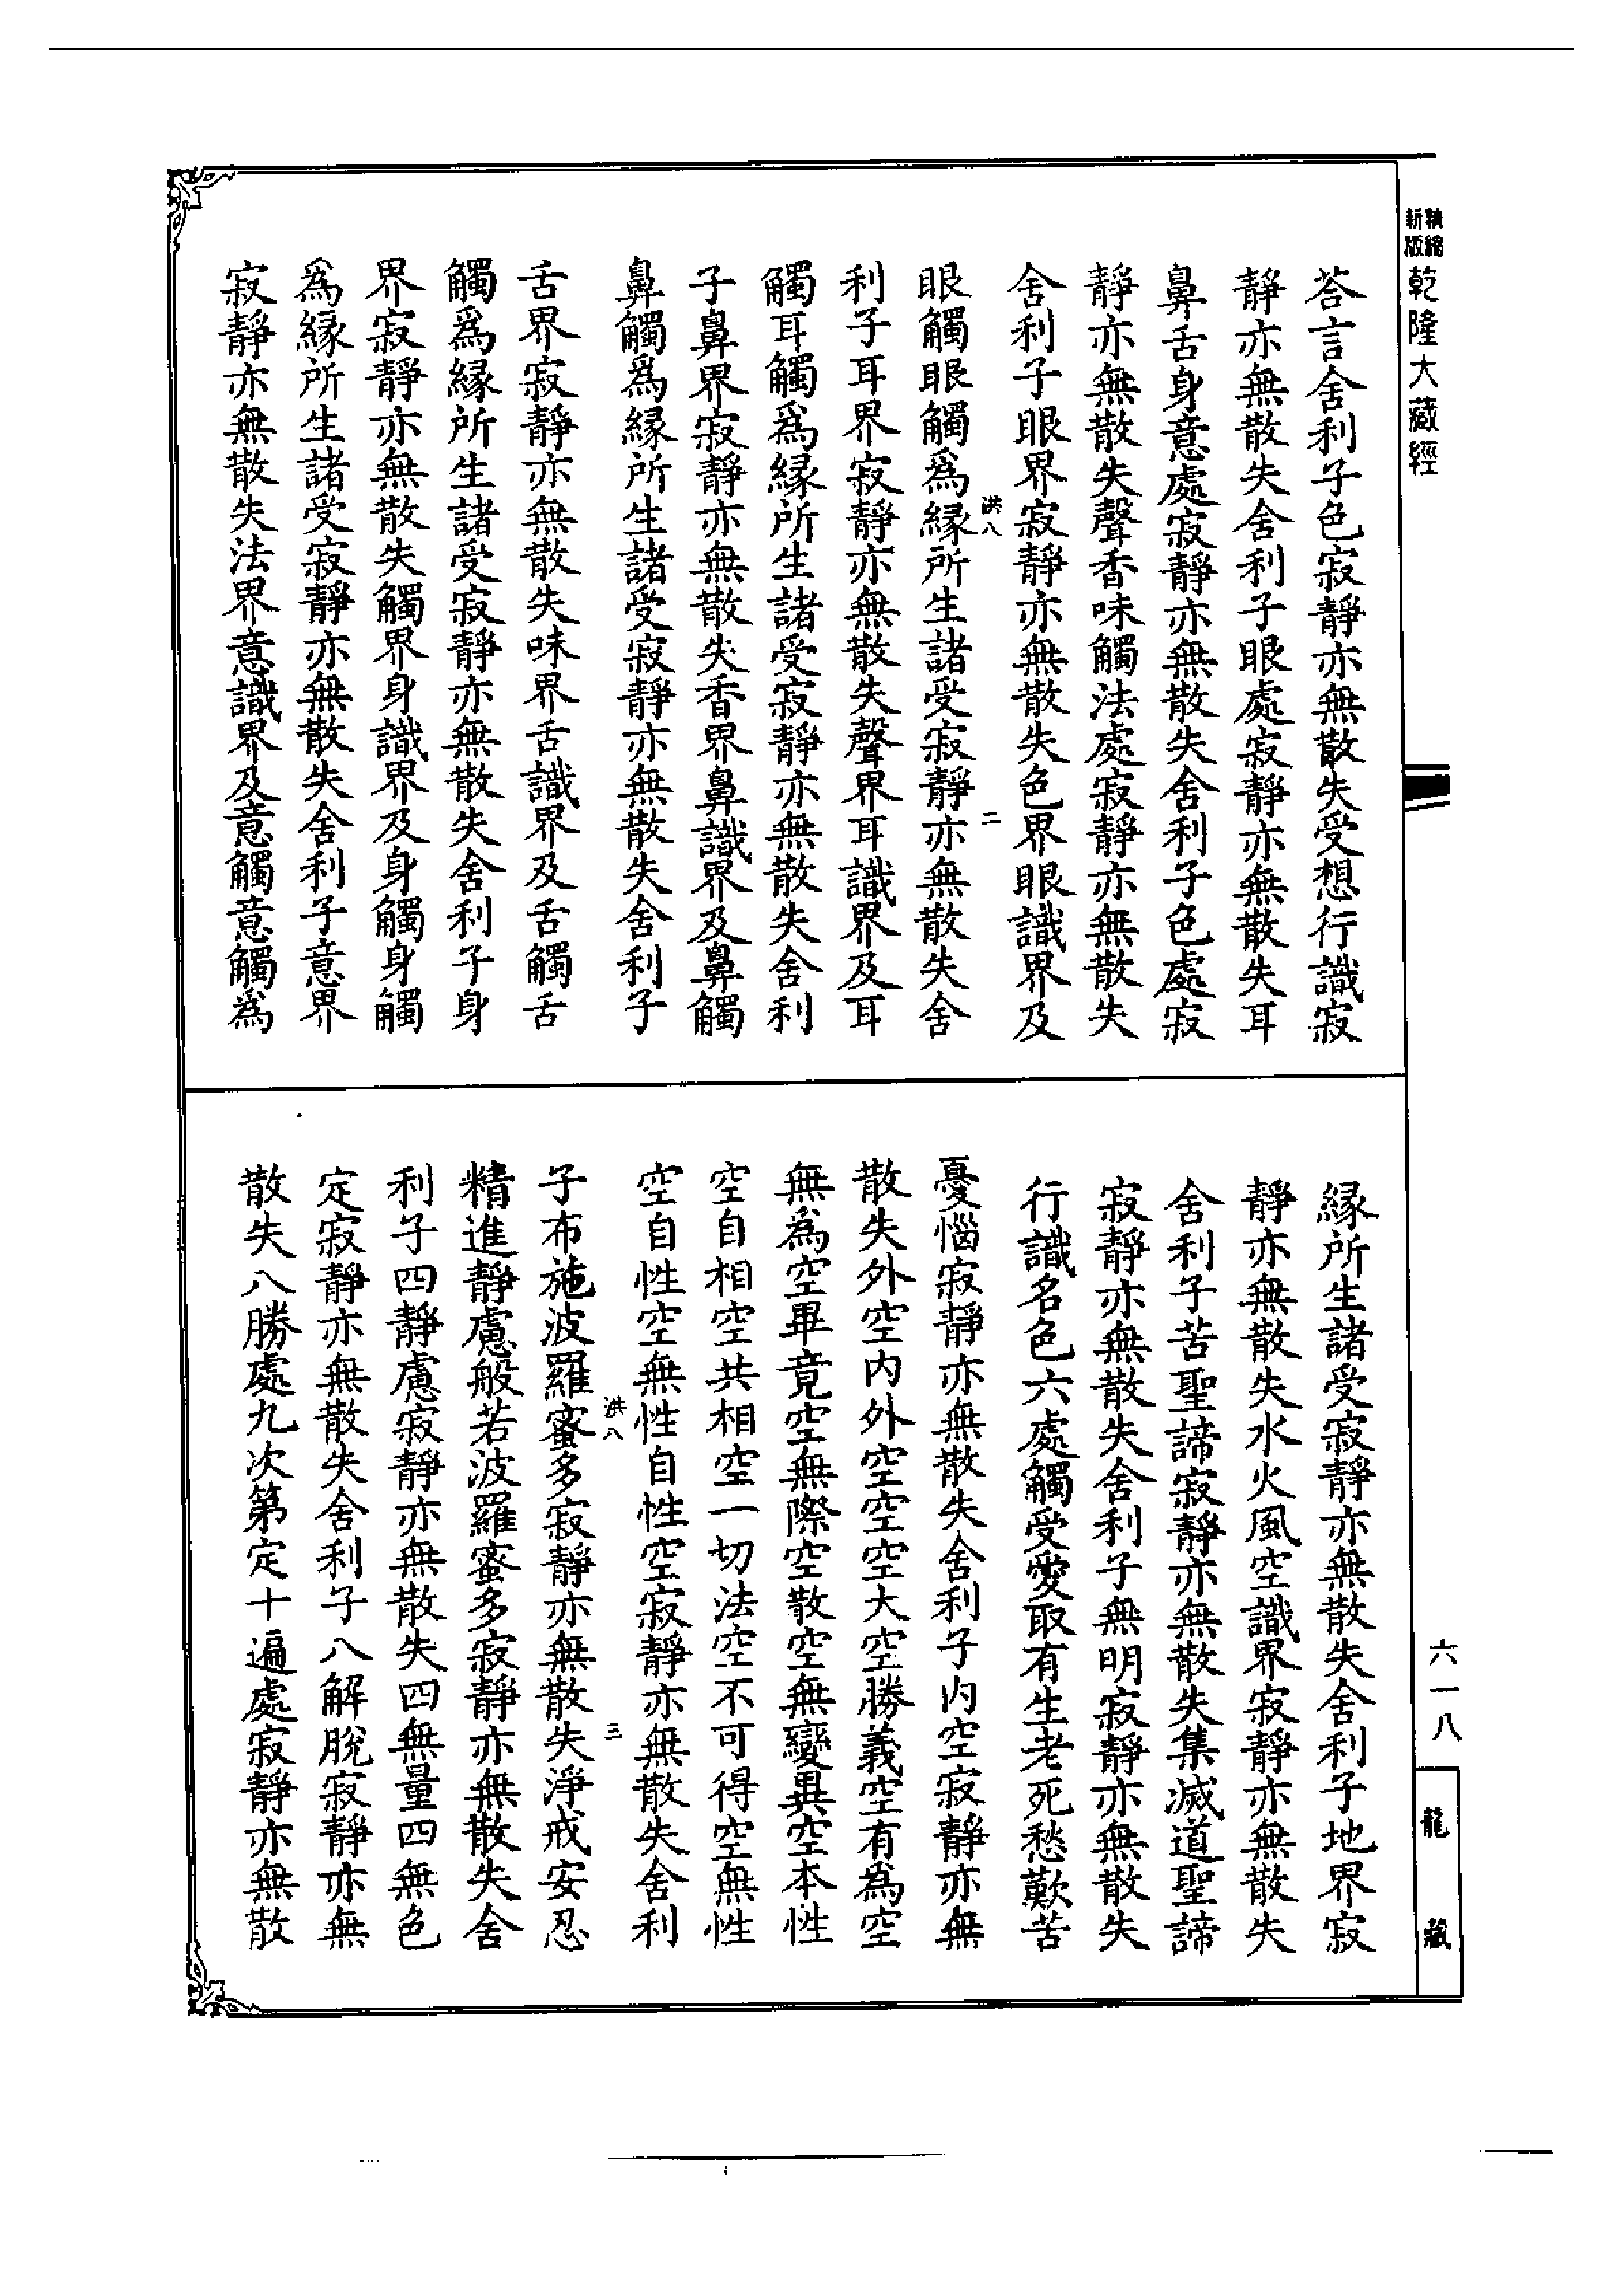 新版
精縮
乾隆大藏經
荅言舍利子色寂靜亦無散失受想行識寂
靜亦無散失舍利子眼處寂靜亦無散失耳
鼻舌身意處寂靜亦無散失舍利子色處寂
靜亦無散失聲香味觸法處寂靜亦無散失
舍利子眼界寂靜亦無散失色界眼識界及
洪八 二
眼觸眼觸爲緣所生諸受寂靜亦無散失舍
利子耳界寂靜亦無散失聲界耳識界及耳
觸耳觸爲緣所生諸受寂靜亦無散失舍利
子鼻界寂靜亦無散失香界鼻識界及鼻觸
鼻觸爲緣所生諸受寂靜亦無散失舍利子
舌界寂靜亦無散失味界舌識界及舌觸舌
觸爲緣所生諸受寂靜亦無散失舍利子身
界寂靜亦無散失觸界身識界及身觸身觸
爲緣所生諸受寂靜亦無散失舍利子意界
寂靜亦無散失法界意識界及意觸意觸爲
緣所生諸受寂靜亦無散失舍利子地界寂
靜亦無散失水火風空識界寂靜亦無散失
舍利子苦聖諦寂靜亦無散失集滅道聖諦
寂靜亦無散失舍利子無明寂靜亦無散失
行識名色六處觸受愛取有生老死愁歎苦
憂惱寂靜亦無散失舍利子内空寂靜亦無
散失外空内外空空空大空勝義空有爲空
無爲空畢竟空無際空散空無變異空本性
空自相空共相空一切法空不可得空無性
空自性空無性自性空寂靜亦無散失舍利
洪八 三
子布施波羅蜜多寂靜亦無散失淨戒安忍
精進靜慮般若波羅蜜多寂靜亦無散失舍
利子四靜慮寂靜亦無散失四無量四無色
定寂靜亦無散失舍利子八解脫寂靜亦無
散失八勝處九次第定十遍處寂靜亦無散
六一八
龍藏